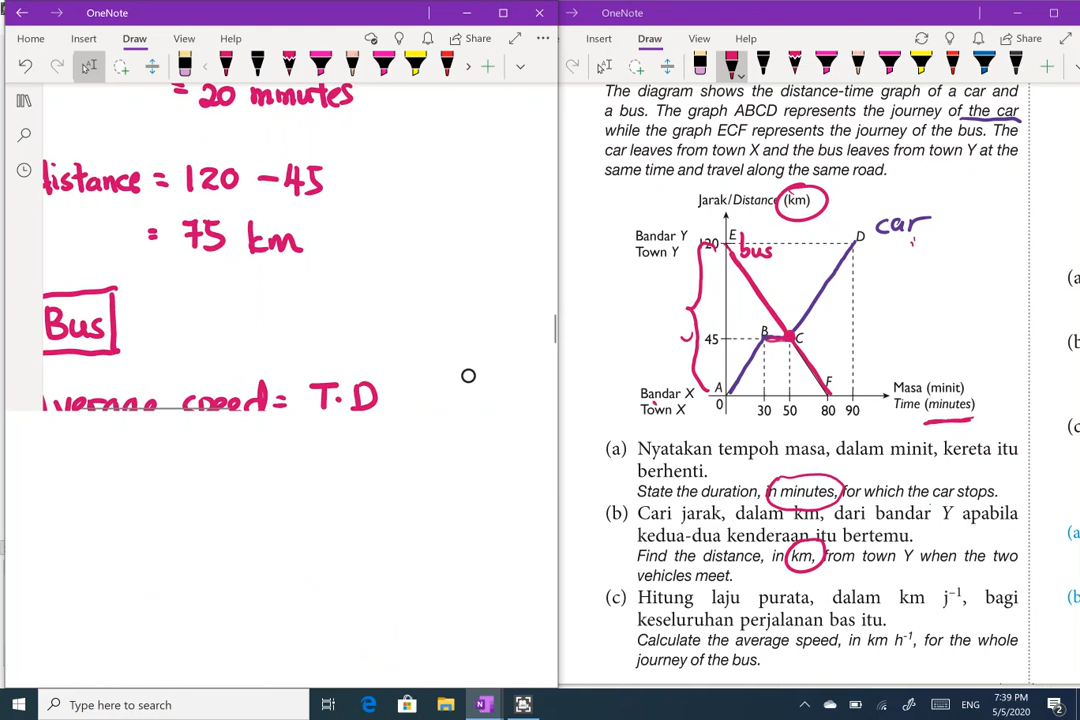 OneNote
Home Insert Draw View Help Share
= 20 minutes
distance = 120 - 45
= 75 km
Bus
Average speed = T.D
OneNote
Insert Draw View Help Share
The diagram shows the distance-time graph of a car and
a bus. The graph ABCD represents the journey of the car
while the graph ECF represents the journey of the bus. The
car leaves from town X and the bus leaves from town Y at the
same time and travel along the same road.
Jarak/Distance (km)
Bandar Y
Town Y
120
E
bus
D
car
45
B
C
Bandar X
Town X
A
0
F
30 50 80 90
Masa (minit)
Time (minutes)
(a) Nyatakan tempoh masa, dalam minit, kereta itu
berhenti.
State the duration, in minutes, for which the car stops.
(b) Cari jarak, dalam km, dari bandar Y apabila
kedua-dua kenderaan itu bertemu.
Find the distance, in km, from town Y when the two
vehicles meet.
(c) Hitung laju purata, dalam km j⁻¹, bagi
keseluruhan perjalanan bas itu.
Calculate the average speed, in km h⁻¹, for the whole
journey of the bus.
(a
(b
(c
(a
(b
Type here to search
ENG
7:39 PM
5/5/2020
2